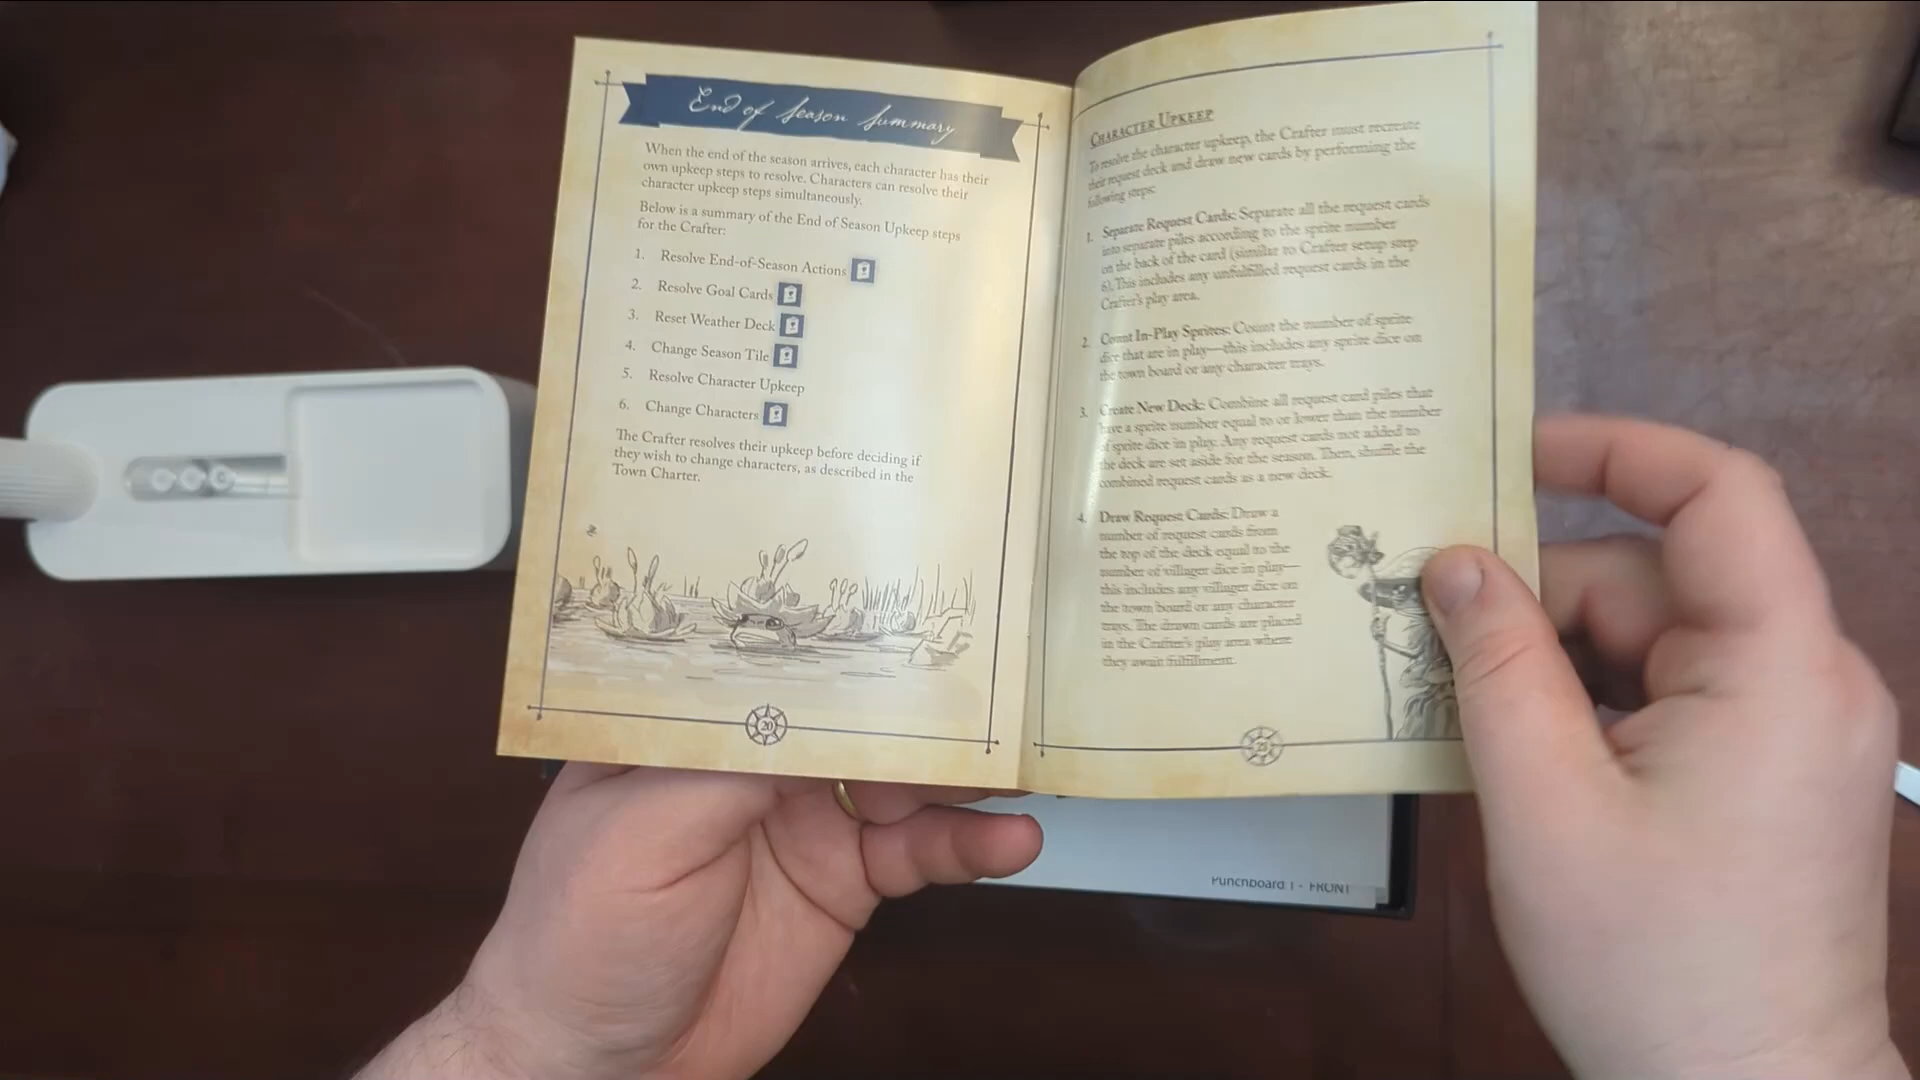 End of Season Summary
When the end of the season arrives, each character has their
own upkeep steps to resolve. Characters can resolve their
character upkeep steps simultaneously.
Below is a summary of the End of Season Upkeep steps
for the Crafter:
1. Resolve End-of-Season Actions
2. Resolve Goal Cards
3. Reset Weather Deck
4. Change Season Tile
5. Resolve Character Upkeep
6. Change Characters
The Crafter resolves their upkeep before deciding if
they wish to change characters, as described in the
Town Charter.
20
Character Upkeep
To resolve the character upkeep, the Crafter must recreate
their request deck and draw new cards by performing the
following steps:
1. Separate Request Cards: Separate all the request cards
into separate piles according to the sprite number
on the back of the card (similar to Crafter setup step
6). This includes any unfulfilled request cards in the
Crafter's play area.
2. Count In-Play Sprites: Count the number of sprite
dice that are in play—this includes any sprite dice on
the town board or any character trays.
3. Create New Deck: Combine all request card piles that
have a sprite number equal to or lower than the number
of sprite dice in play. Any request cards not added to
the deck are set aside for the season. Then, shuffle the
combined request cards as a new deck.
4. Draw Request Cards: Draw a
number of request cards from
the top of the deck equal to the
number of villager dice in play—
this includes any villager dice on
the town board or any character
trays. The drawn cards are placed
in the Crafter's play area where
they await fulfillment.
21
Punchboard 1 - FRONT